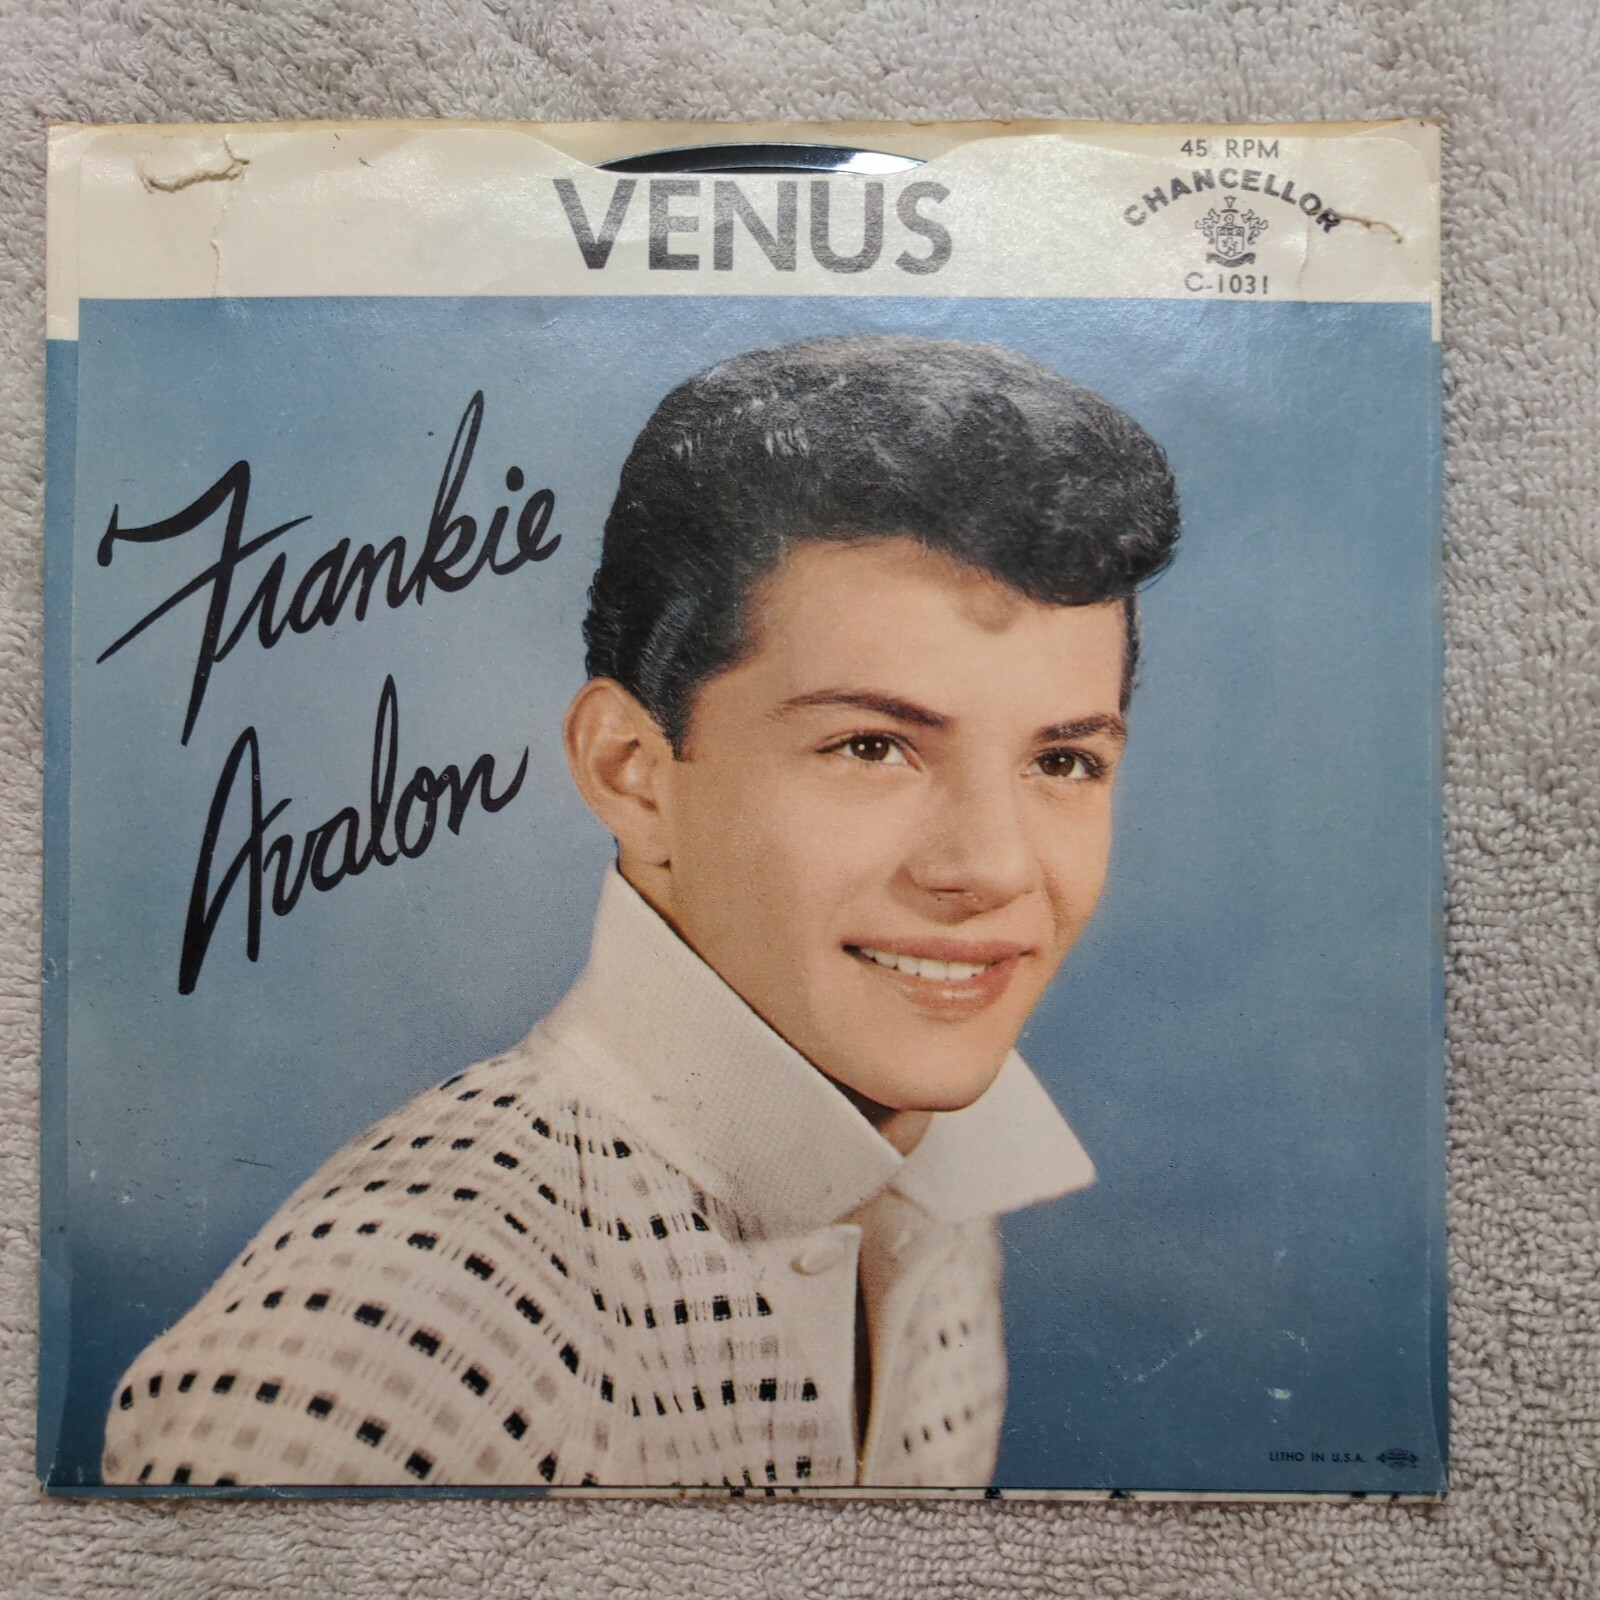 45 RPM
CHANCELLOR
VENUS
C-1031
Frankie
Avalon
LITHO IN U.S.A.